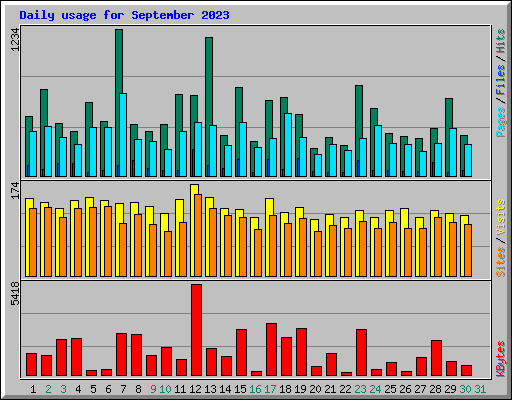 Daily usage for September 2023
1234
174
5418
Pages / Files / Hits
Sites / Visits
KBytes
1 2 3 4 5 6 7 8 9 10 11 12 13 14 15 16 17 18 19 20 21 22 23 24 25 26 27 28 29 30 31